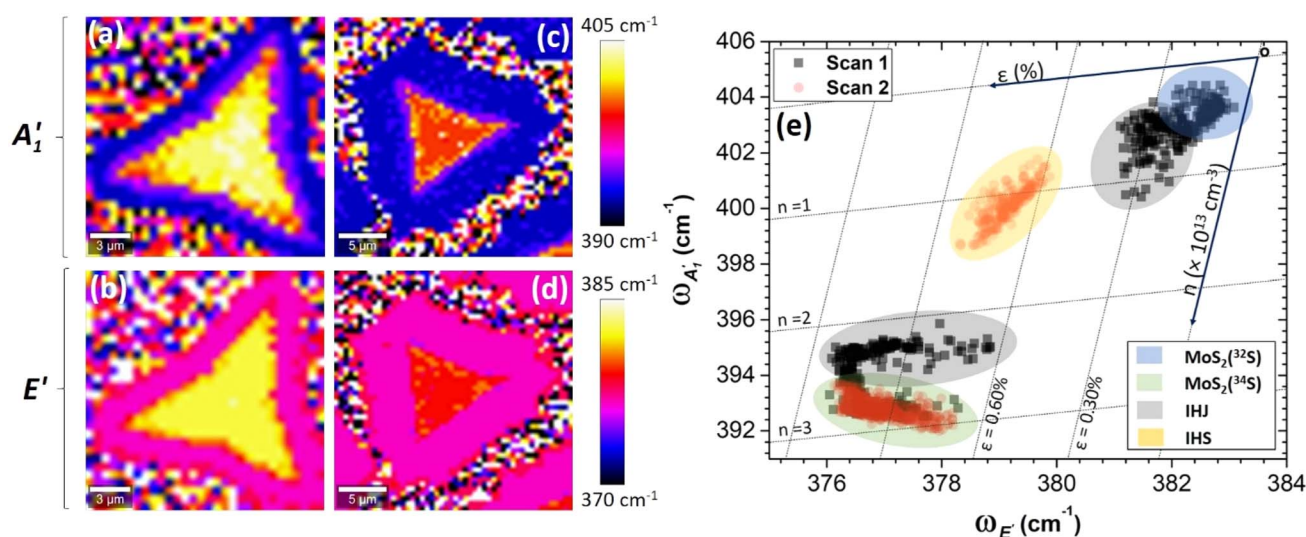 A'₁
E'
(a)
3 μm
(c)
5 μm
405 cm⁻¹
390 cm⁻¹
(b)
3 μm
(d)
5 μm
385 cm⁻¹
370 cm⁻¹
(e)
Scan 1
Scan 2
ε (%)
o
n (× 10¹³ cm⁻³)
n =1
n =2
n =3
ε = 0.60%
ε = 0.30%
MoS₂(³²S)
MoS₂(³⁴S)
IHJ
IHS
406
404
402
400
398
396
394
392
ω_A'₁ (cm⁻¹)
376 378 380 382 384
ω_E' (cm⁻¹)